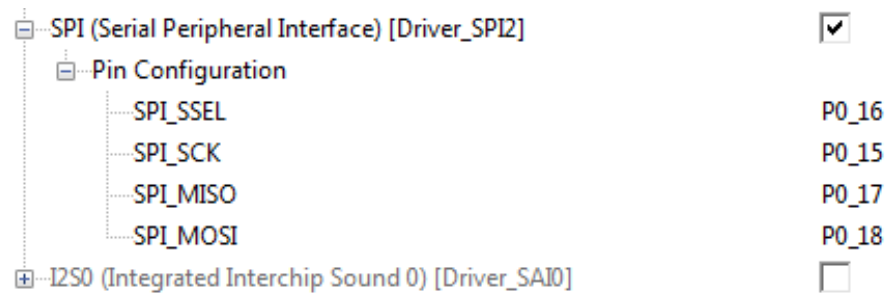 SPI (Serial Peripheral Interface) [Driver_SPI2]
Pin Configuration
SPI_SSEL P0_16
SPI_SCK P0_15
SPI_MISO P0_17
SPI_MOSI P0_18
I2S0 (Integrated Interchip Sound 0) [Driver_SAI0]